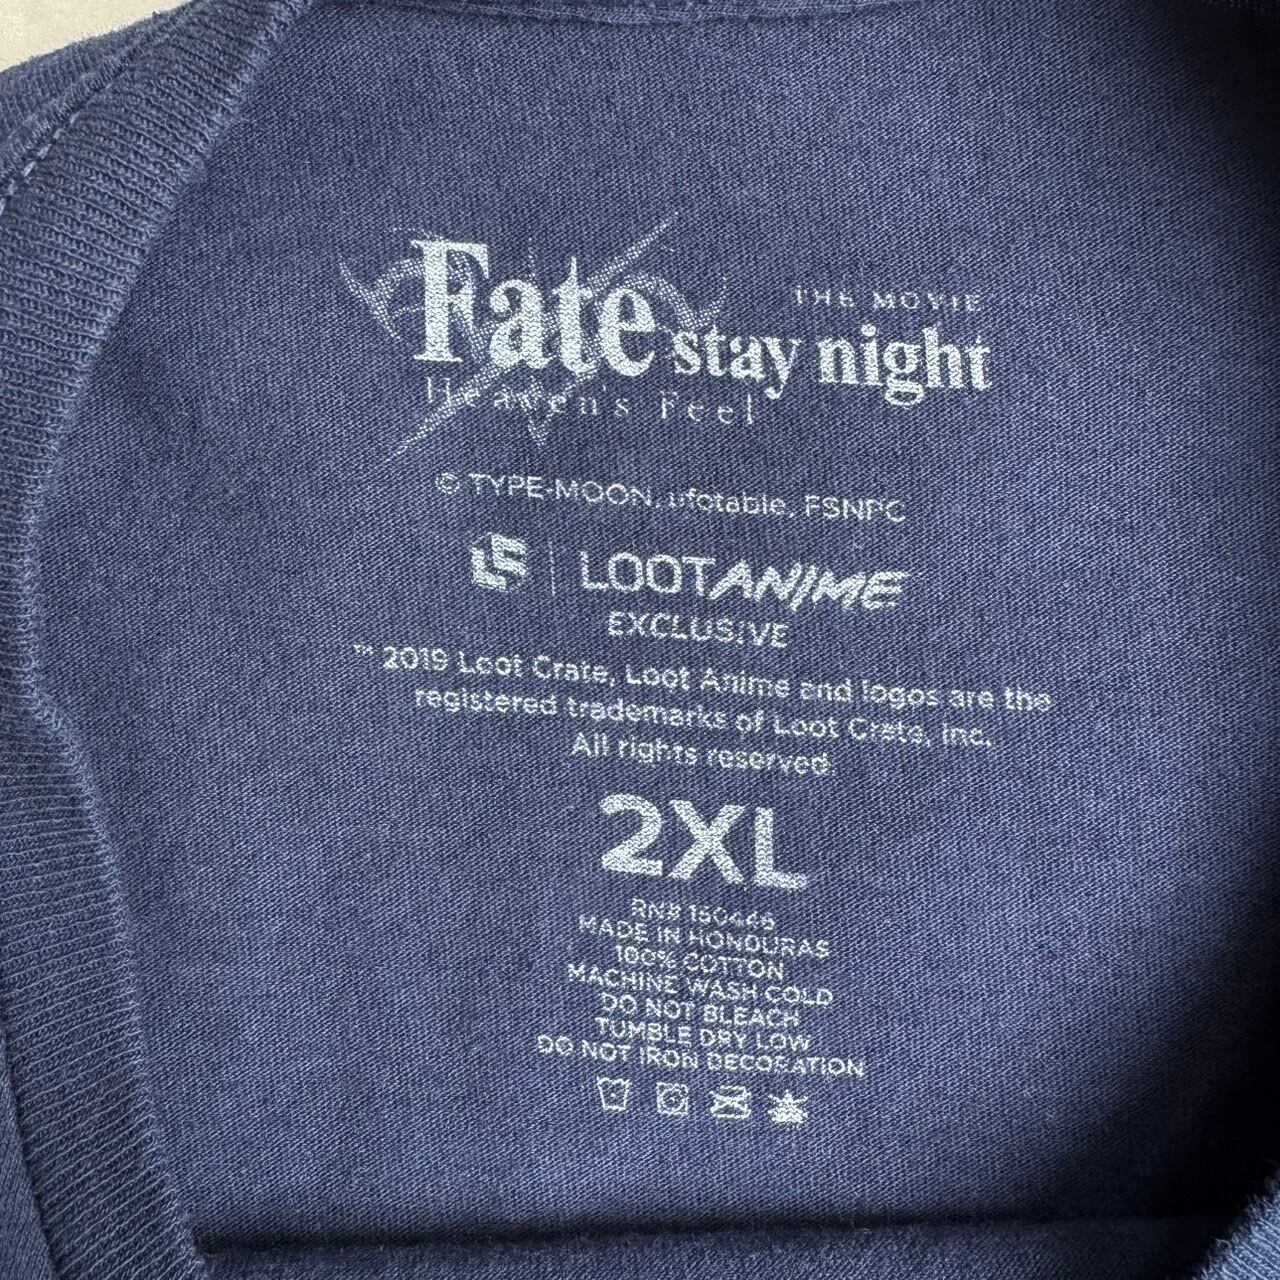 THE MOVIE
Fate stay night
Heaven's Feel
© TYPE-MOON, ufotable, FSNPC
LOOTANIME
EXCLUSIVE
™ 2019 Loot Crate, Loot Anime and logos are the
registered trademarks of Loot Crate, Inc.
All rights reserved.
2XL
RN# 150446
MADE IN HONDURAS
100% COTTON
MACHINE WASH COLD
DO NOT BLEACH
TUMBLE DRY LOW
DO NOT IRON DECORATION